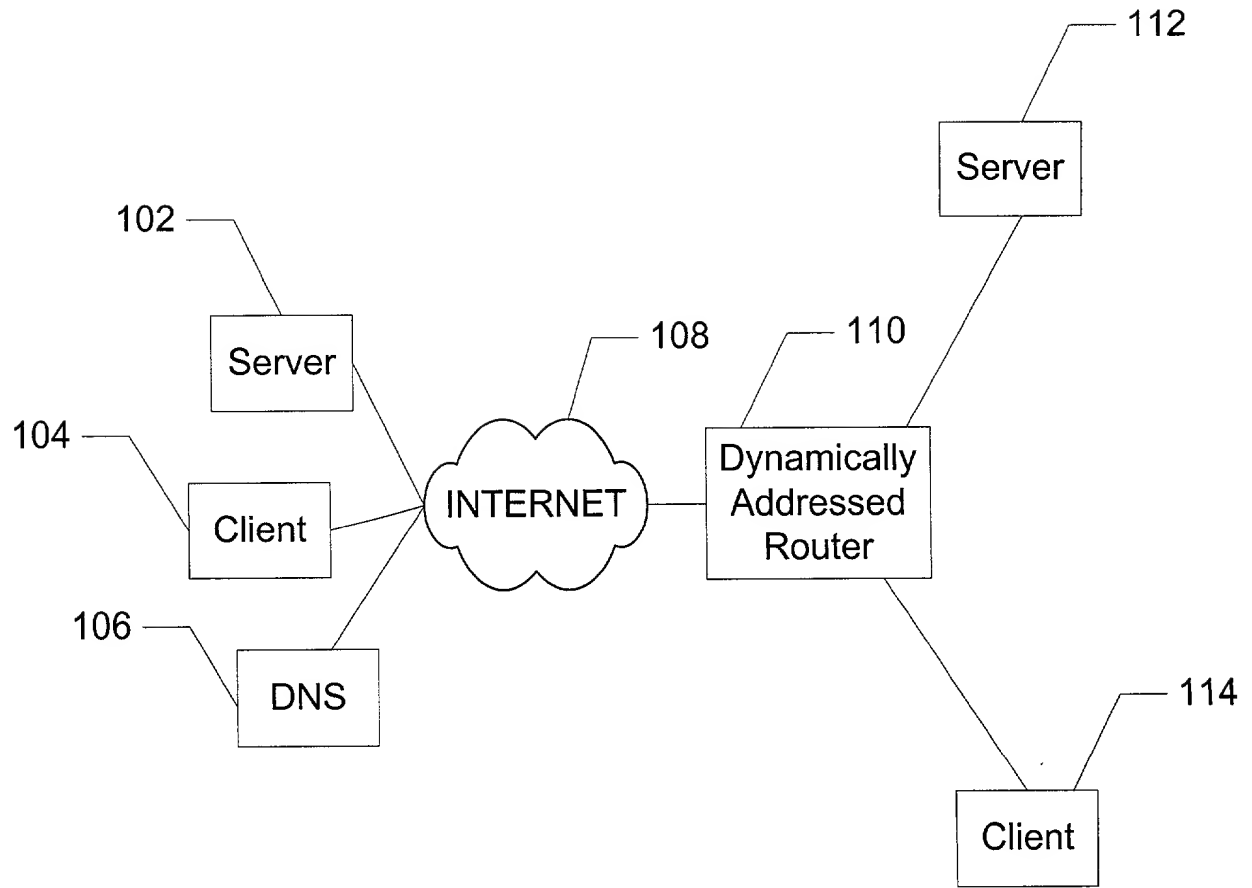 112
Server
102
Server
108
110
104
Client
INTERNET
Dynamically
Addressed
Router
106
DNS
114
Client